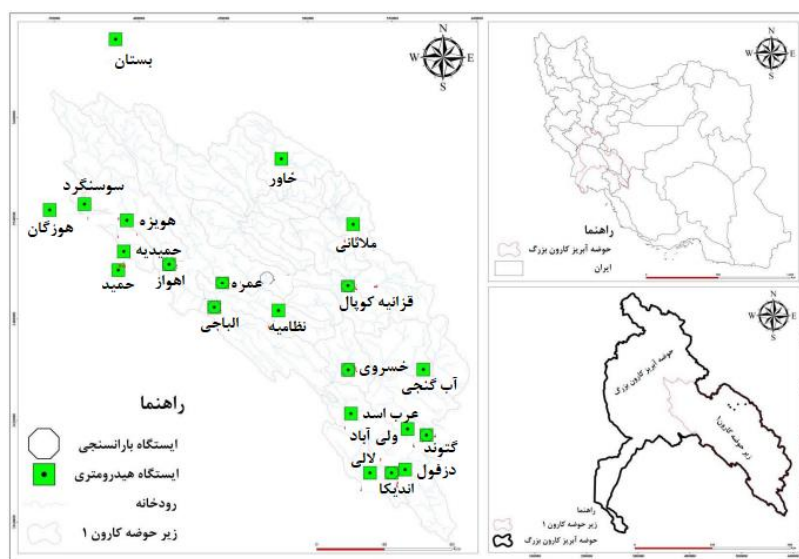 بستان
N
W
E
S
خاور
سوسنگرد
هوزگان
هویزه
ملاثانی
حمیدیه
اهواز
حمید
عمره
قزانیه کوپال
الباجی
نظامیه
خسروی
آب گنجی
عرب اسد
ولی آباد
گتوند
لالی
دزفول
اندیکا
راهنما
ایستگاه بارانسنجی
ایستگاه هیدرومتری
رودخانه
زیر حوضه کارون ۱
N
W
E
S
راهنما
حوضه آبریز کارون بزرگ
ایران
N
W
E
S
حوضه آبریز کارون بزرگ
زیر حوضه کارون۱
راهنما
زیر حوضه کارون ۱
حوضه آبریز کارون بزرگ